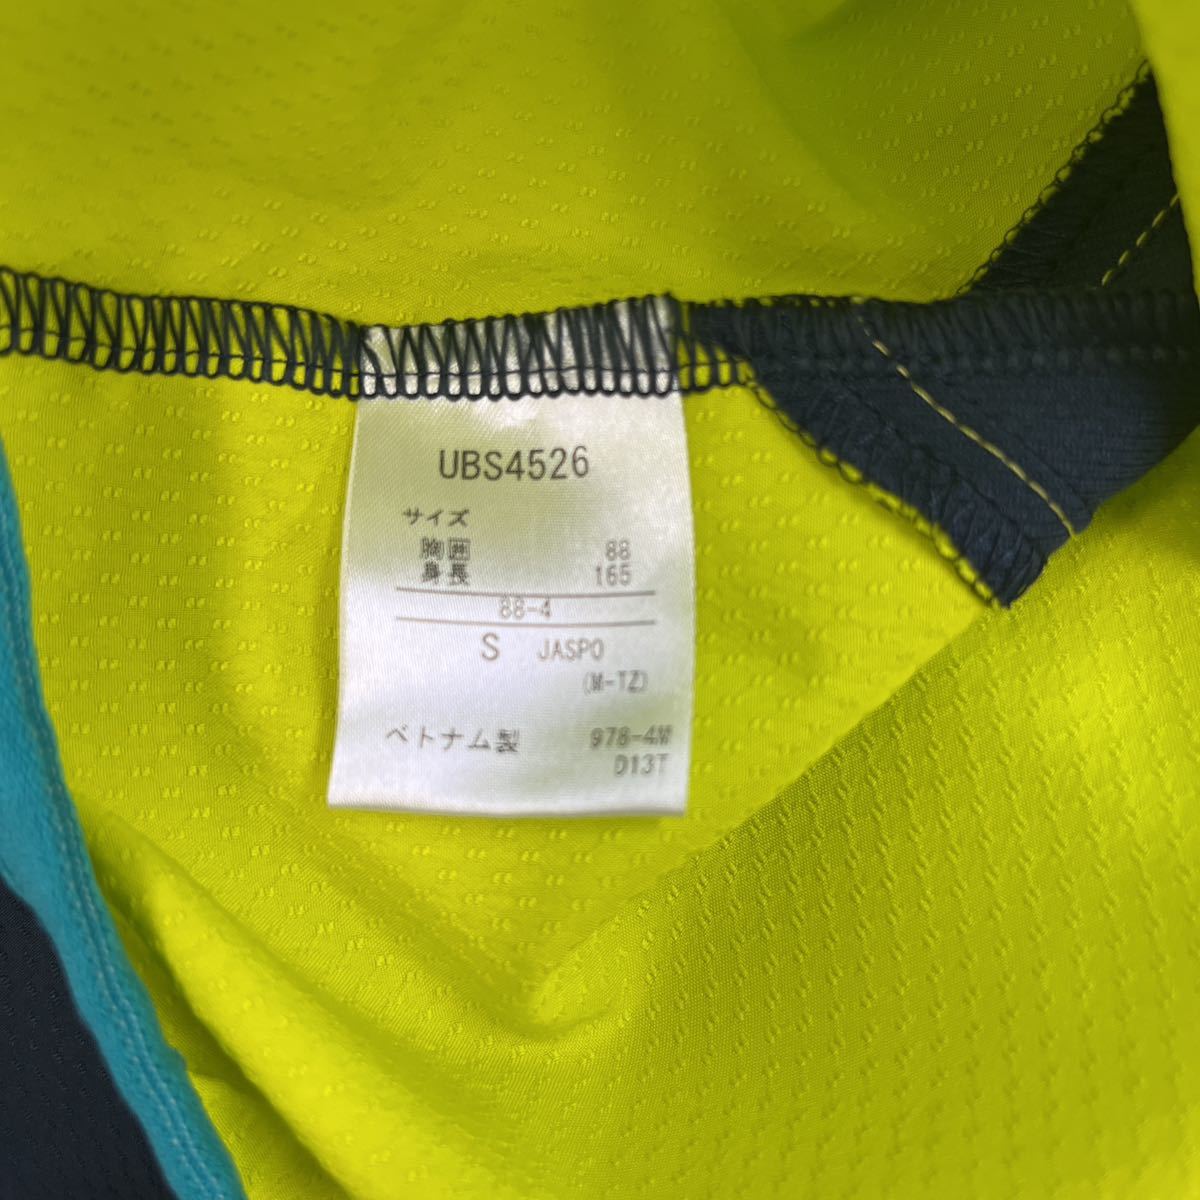 UBS4526
サイズ
胸囲 88
身長 165
88-4
S JASPO
(M-TZ)
ベトナム製 978-4W
D13T